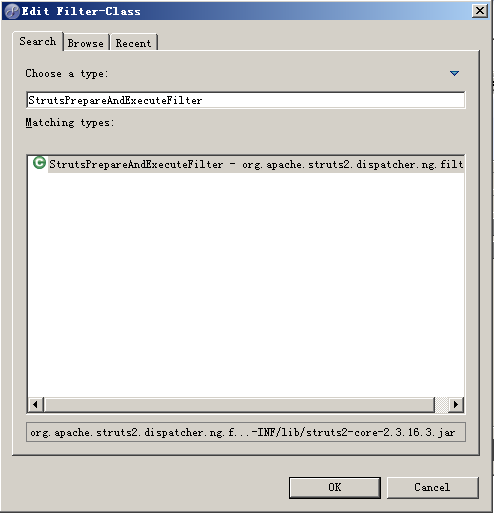 Edit Filter-Class
Search Browse Recent
Choose a type:
StrutsPrepareAndExecuteFilter
Matching types:
StrutsPrepareAndExecuteFilter - org.apache.struts2.dispatcher.ng.filt
org.apache.struts2.dispatcher.ng.f...-INF/lib/struts2-core-2.3.16.3.jar
OK Cancel